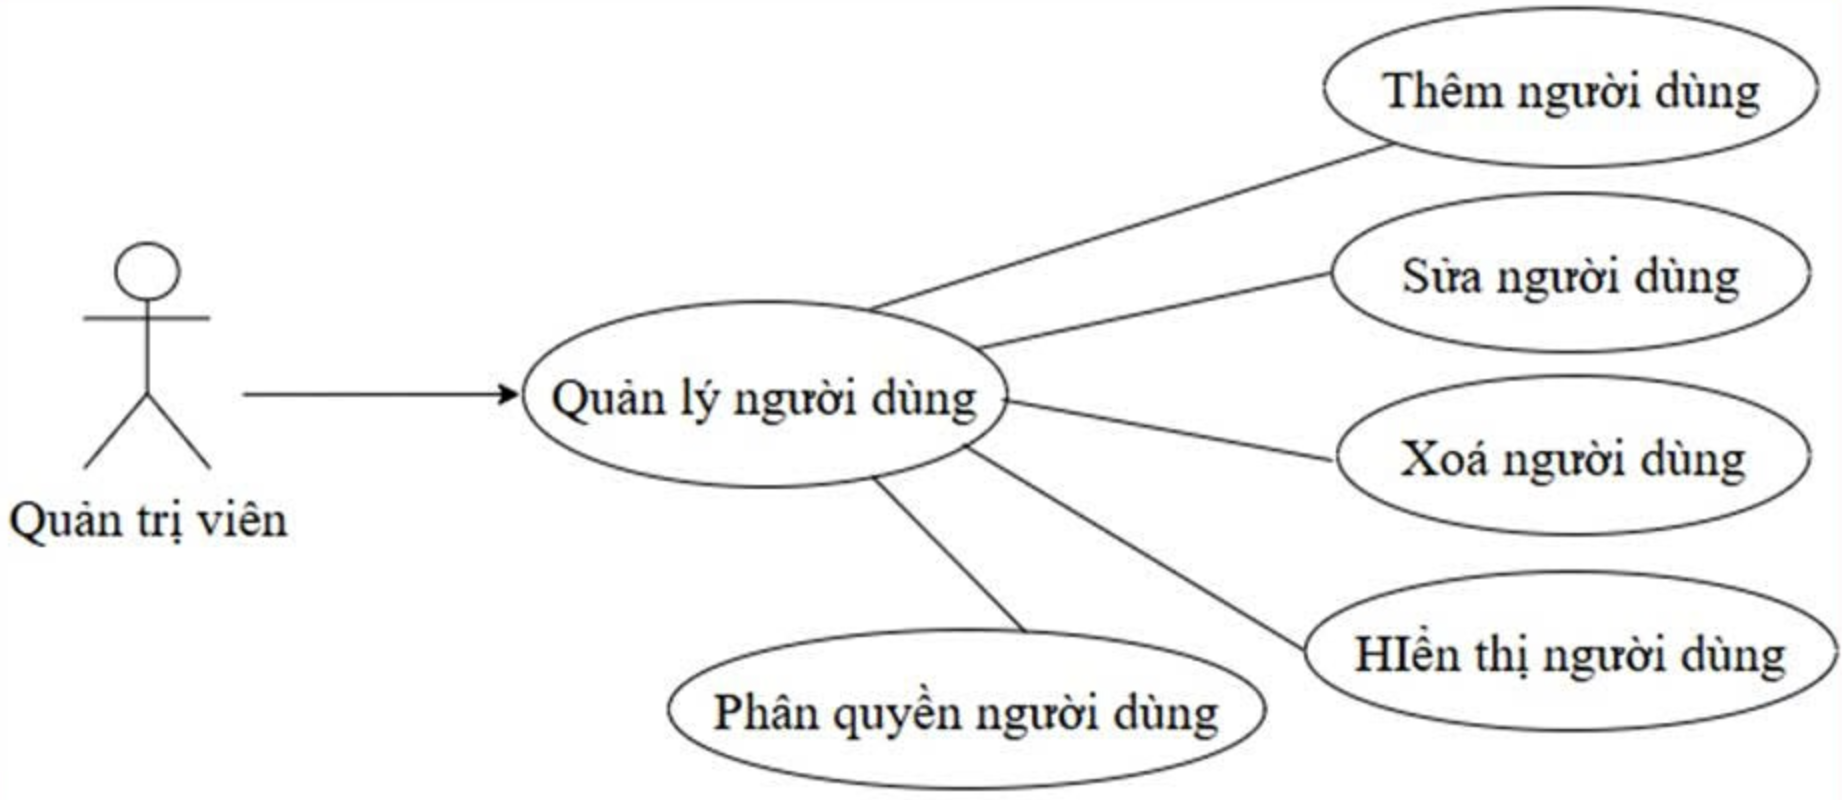 Thêm người dùng
Sửa người dùng
Quản lý người dùng
Xoá người dùng
Quản trị viên
HIển thị người dùng
Phân quyền người dùng